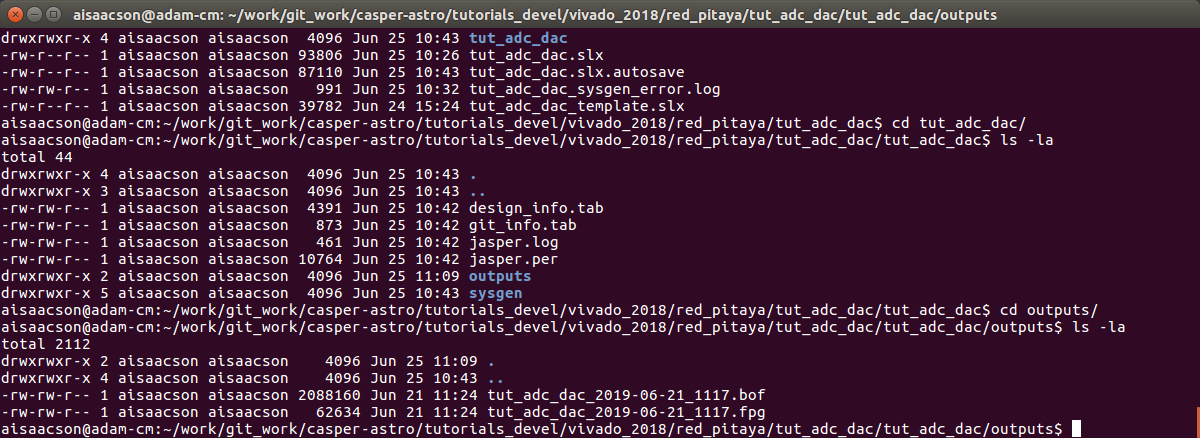 aisaacson@adam-cm: ~/work/git_work/casper-astro/tutorials_devel/vivado_2018/red_pitaya/tut_adc_dac/tut_adc_dac/outputs
drwxrwxr-x 4 aisaacson aisaacson  4096 Jun 25 10:43 tut_adc_dac
-rw-r--r-- 1 aisaacson aisaacson 93806 Jun 25 10:26 tut_adc_dac.slx
-rw-r--r-- 1 aisaacson aisaacson 87110 Jun 25 10:43 tut_adc_dac.slx.autosave
-rw-rw-r-- 1 aisaacson aisaacson   991 Jun 25 10:32 tut_adc_dac_sysgen_error.log
-rw-r--r-- 1 aisaacson aisaacson 39782 Jun 24 15:24 tut_adc_dac_template.slx
aisaacson@adam-cm:~/work/git_work/casper-astro/tutorials_devel/vivado_2018/red_pitaya/tut_adc_dac$ cd tut_adc_dac/
aisaacson@adam-cm:~/work/git_work/casper-astro/tutorials_devel/vivado_2018/red_pitaya/tut_adc_dac/tut_adc_dac$ ls -la
total 44
drwxrwxr-x 4 aisaacson aisaacson  4096 Jun 25 10:43 .
drwxrwxr-x 3 aisaacson aisaacson  4096 Jun 25 10:43 ..
-rw-rw-r-- 1 aisaacson aisaacson  4391 Jun 25 10:42 design_info.tab
-rw-rw-r-- 1 aisaacson aisaacson   873 Jun 25 10:42 git_info.tab
-rw-rw-r-- 1 aisaacson aisaacson   461 Jun 25 10:42 jasper.log
-rw-rw-r-- 1 aisaacson aisaacson 10764 Jun 25 10:42 jasper.per
drwxrwxr-x 2 aisaacson aisaacson  4096 Jun 25 11:09 outputs
drwxrwxr-x 5 aisaacson aisaacson  4096 Jun 25 10:43 sysgen
aisaacson@adam-cm:~/work/git_work/casper-astro/tutorials_devel/vivado_2018/red_pitaya/tut_adc_dac/tut_adc_dac$ cd outputs/
aisaacson@adam-cm:~/work/git_work/casper-astro/tutorials_devel/vivado_2018/red_pitaya/tut_adc_dac/tut_adc_dac/outputs$ ls -la
total 2112
drwxrwxr-x 2 aisaacson aisaacson    4096 Jun 25 11:09 .
drwxrwxr-x 4 aisaacson aisaacson    4096 Jun 25 10:43 ..
-rw-rw-r-- 1 aisaacson aisaacson 2088160 Jun 21 11:24 tut_adc_dac_2019-06-21_1117.bof
-rw-rw-r-- 1 aisaacson aisaacson   62634 Jun 21 11:24 tut_adc_dac_2019-06-21_1117.fpg
aisaacson@adam-cm:~/work/git_work/casper-astro/tutorials_devel/vivado_2018/red_pitaya/tut_adc_dac/tut_adc_dac/outputs$